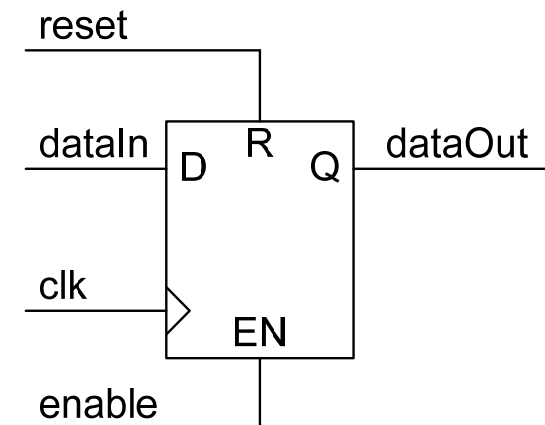 reset
dataIn
D
R
Q
dataOut
clk
EN
enable